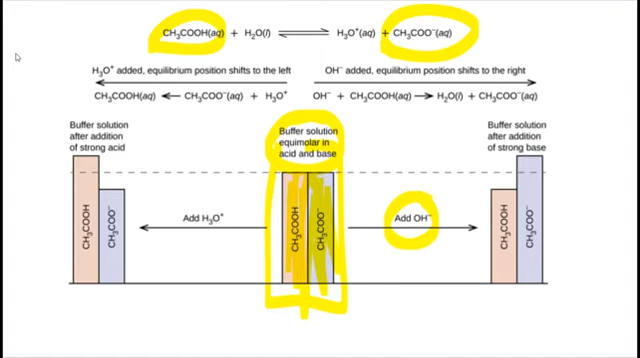 CH₃COOH(aq) + H₂O(l) ⇌ H₃O⁺(aq) + CH₃COO⁻(aq)
H₃O⁺ added, equilibrium position shifts to the left
OH⁻ added, equilibrium position shifts to the right
CH₃COOH(aq) ← CH₃COO⁻(aq) + H₃O⁺
OH⁻ + CH₃COOH(aq) → H₂O(l) + CH₃COO⁻(aq)
Buffer solution
after addition
of strong acid
Buffer solution
equimolar in
acid and base
Buffer solution
after addition
of strong base
CH₃COOH
CH₃COO⁻
Add H₃O⁺
CH₃COOH
CH₃COO⁻
Add OH⁻
CH₃COOH
CH₃COO⁻